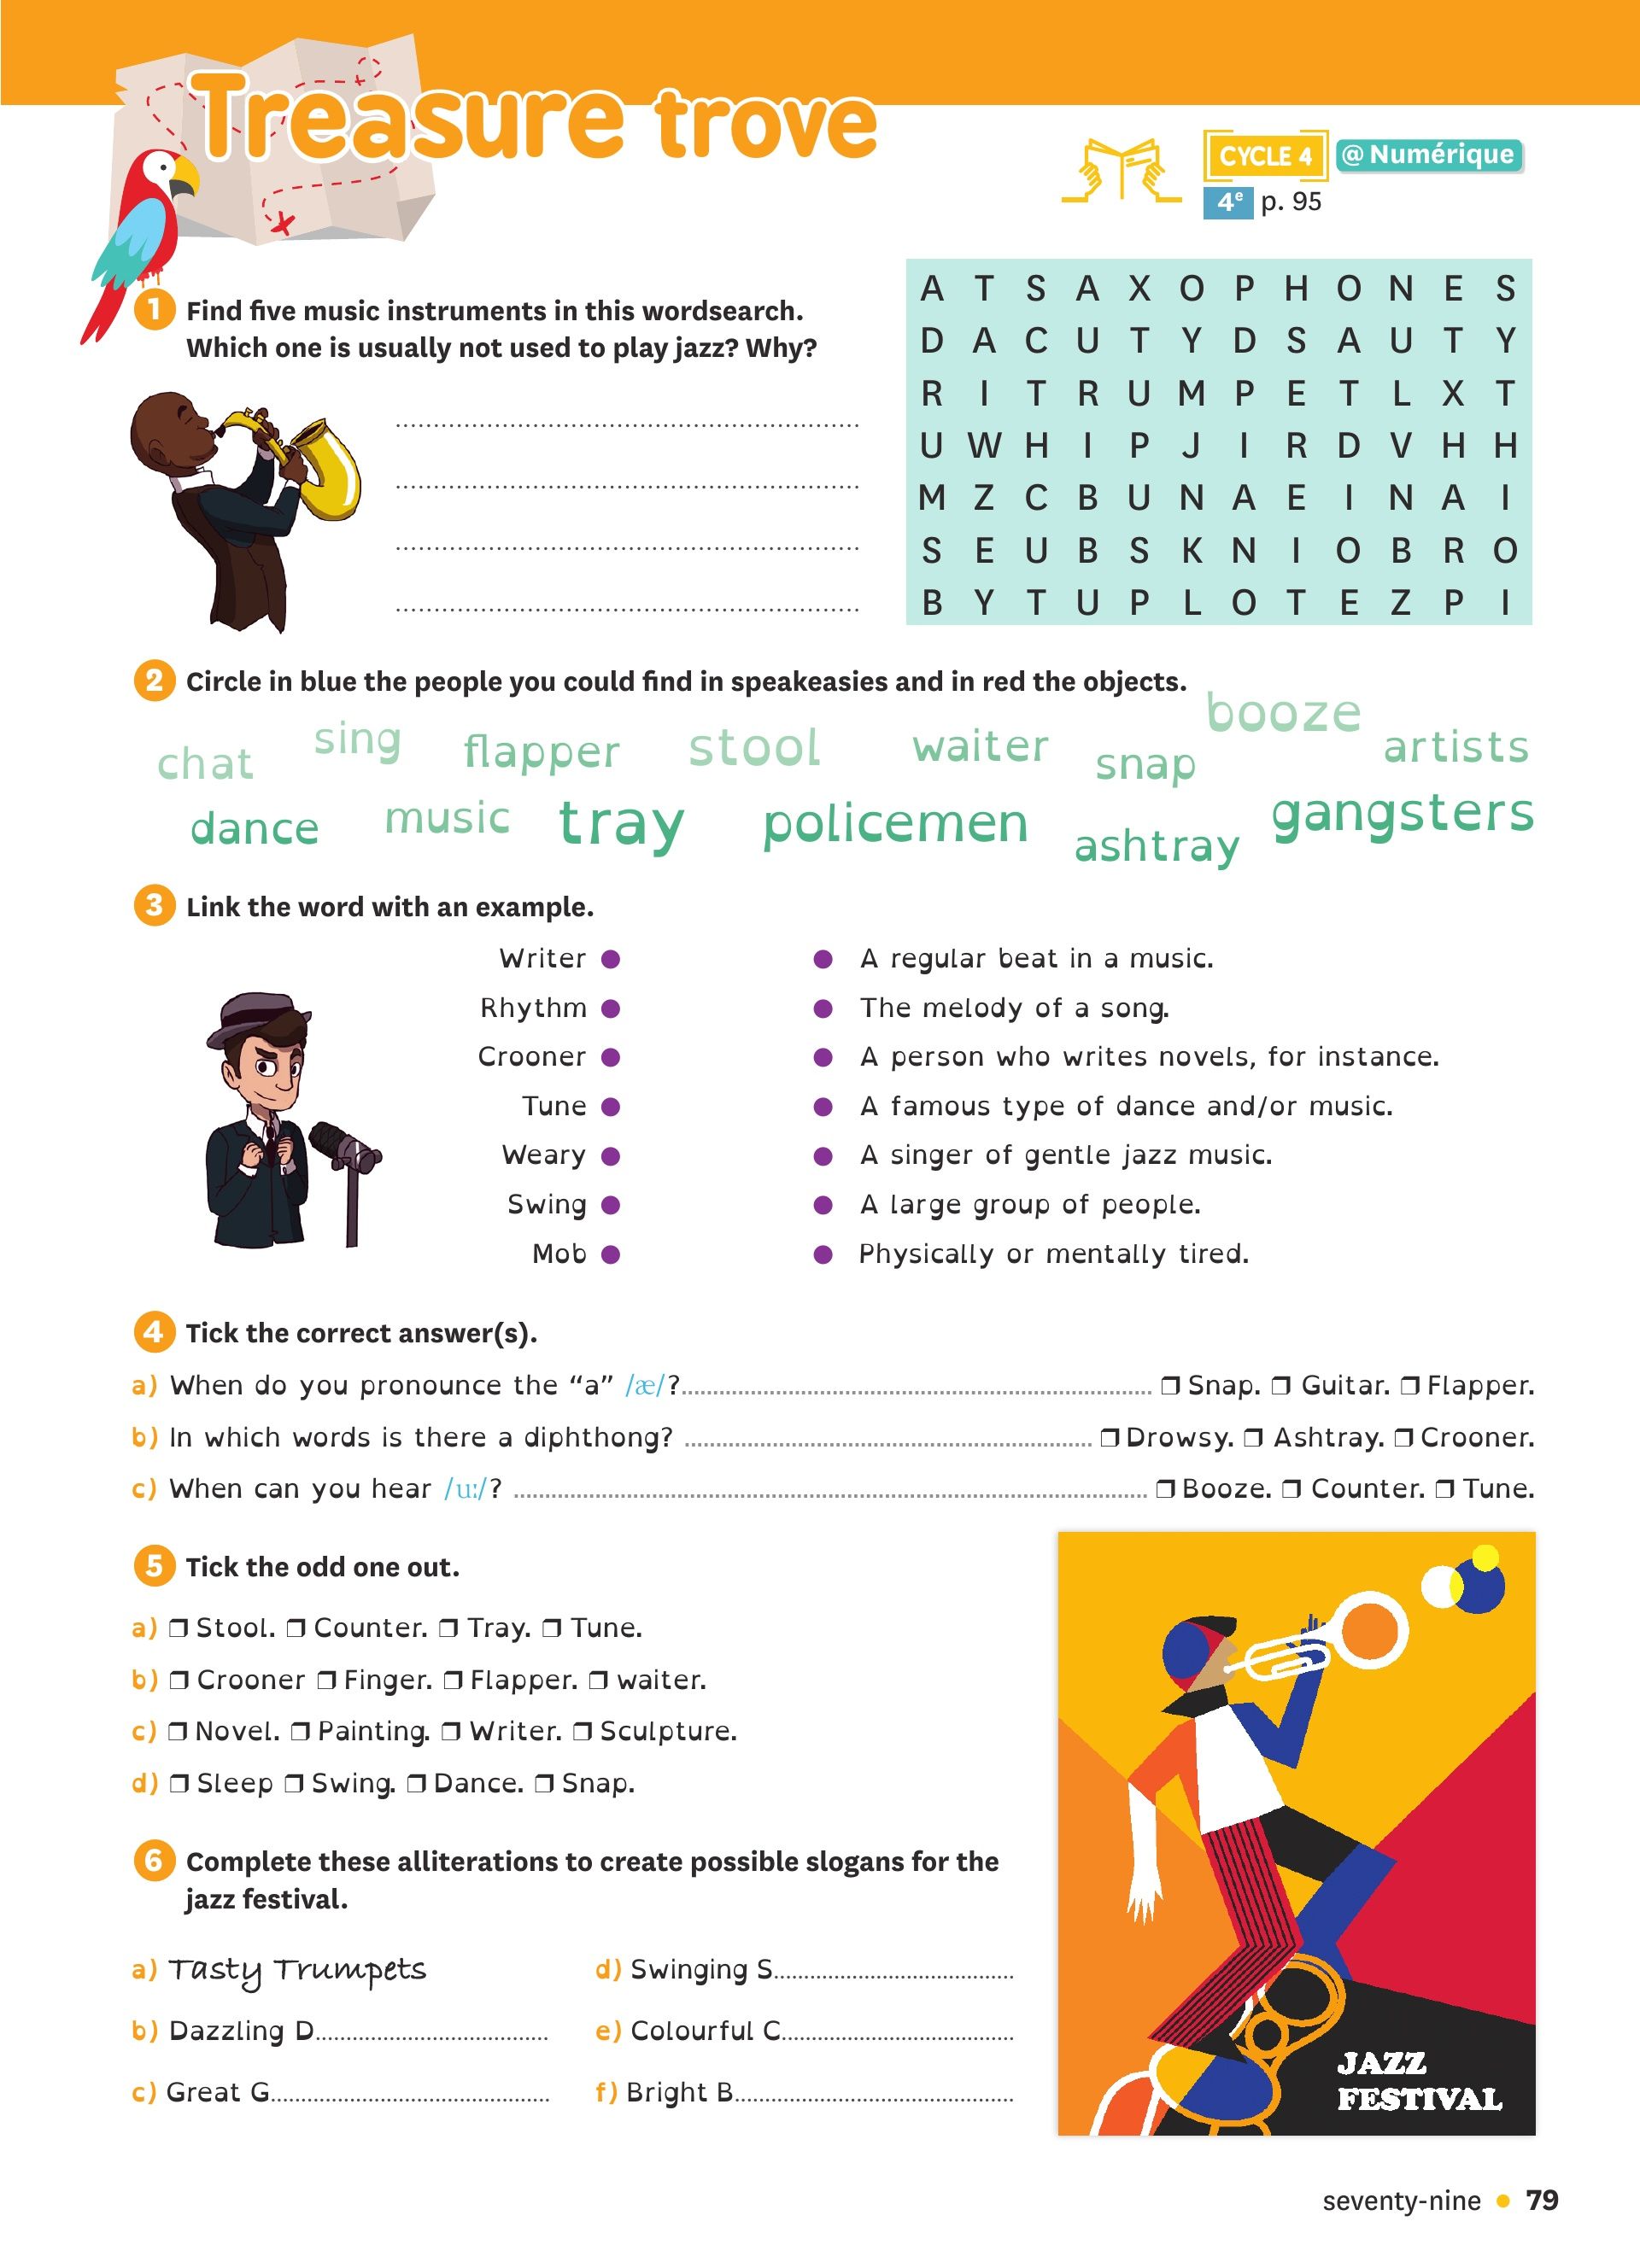 Treasure trove
CYCLE 4 @ Numérique
4e p. 95
1 Find five music instruments in this wordsearch.
Which one is usually not used to play jazz? Why?
A T S A X O P H O N E S
D A C U T Y D S A U T Y
R I T R U M P E T L X T
U W H I P J I R D V H H
M Z C B U N A E I N A I
S E U B S K N I O B R O
B Y T U P L O T E Z P I
2 Circle in blue the people you could find in speakeasies and in red the objects.
chat sing flapper stool waiter snap booze artists
dance music tray policemen ashtray gangsters
3 Link the word with an example.
Writer A regular beat in a music.
Rhythm The melody of a song.
Crooner A person who writes novels, for instance.
Tune A famous type of dance and/or music.
Weary A singer of gentle jazz music.
Swing A large group of people.
Mob Physically or mentally tired.
4 Tick the correct answer(s).
a) When do you pronounce the “a” /æ/? ❒ Snap. ❒ Guitar. ❒ Flapper.
b) In which words is there a diphthong? ❒ Drowsy. ❒ Ashtray. ❒ Crooner.
c) When can you hear /uː/? ❒ Booze. ❒ Counter. ❒ Tune.
5 Tick the odd one out.
a) ❒ Stool. ❒ Counter. ❒ Tray. ❒ Tune.
b) ❒ Crooner ❒ Finger. ❒ Flapper. ❒ waiter.
c) ❒ Novel. ❒ Painting. ❒ Writer. ❒ Sculpture.
d) ❒ Sleep ❒ Swing. ❒ Dance. ❒ Snap.
6 Complete these alliterations to create possible slogans for the
jazz festival.
a) Tasty Trumpets
b) Dazzling D
c) Great G
d) Swinging S
e) Colourful C
f) Bright B
JAZZ
FESTIVAL
seventy-nine • 79